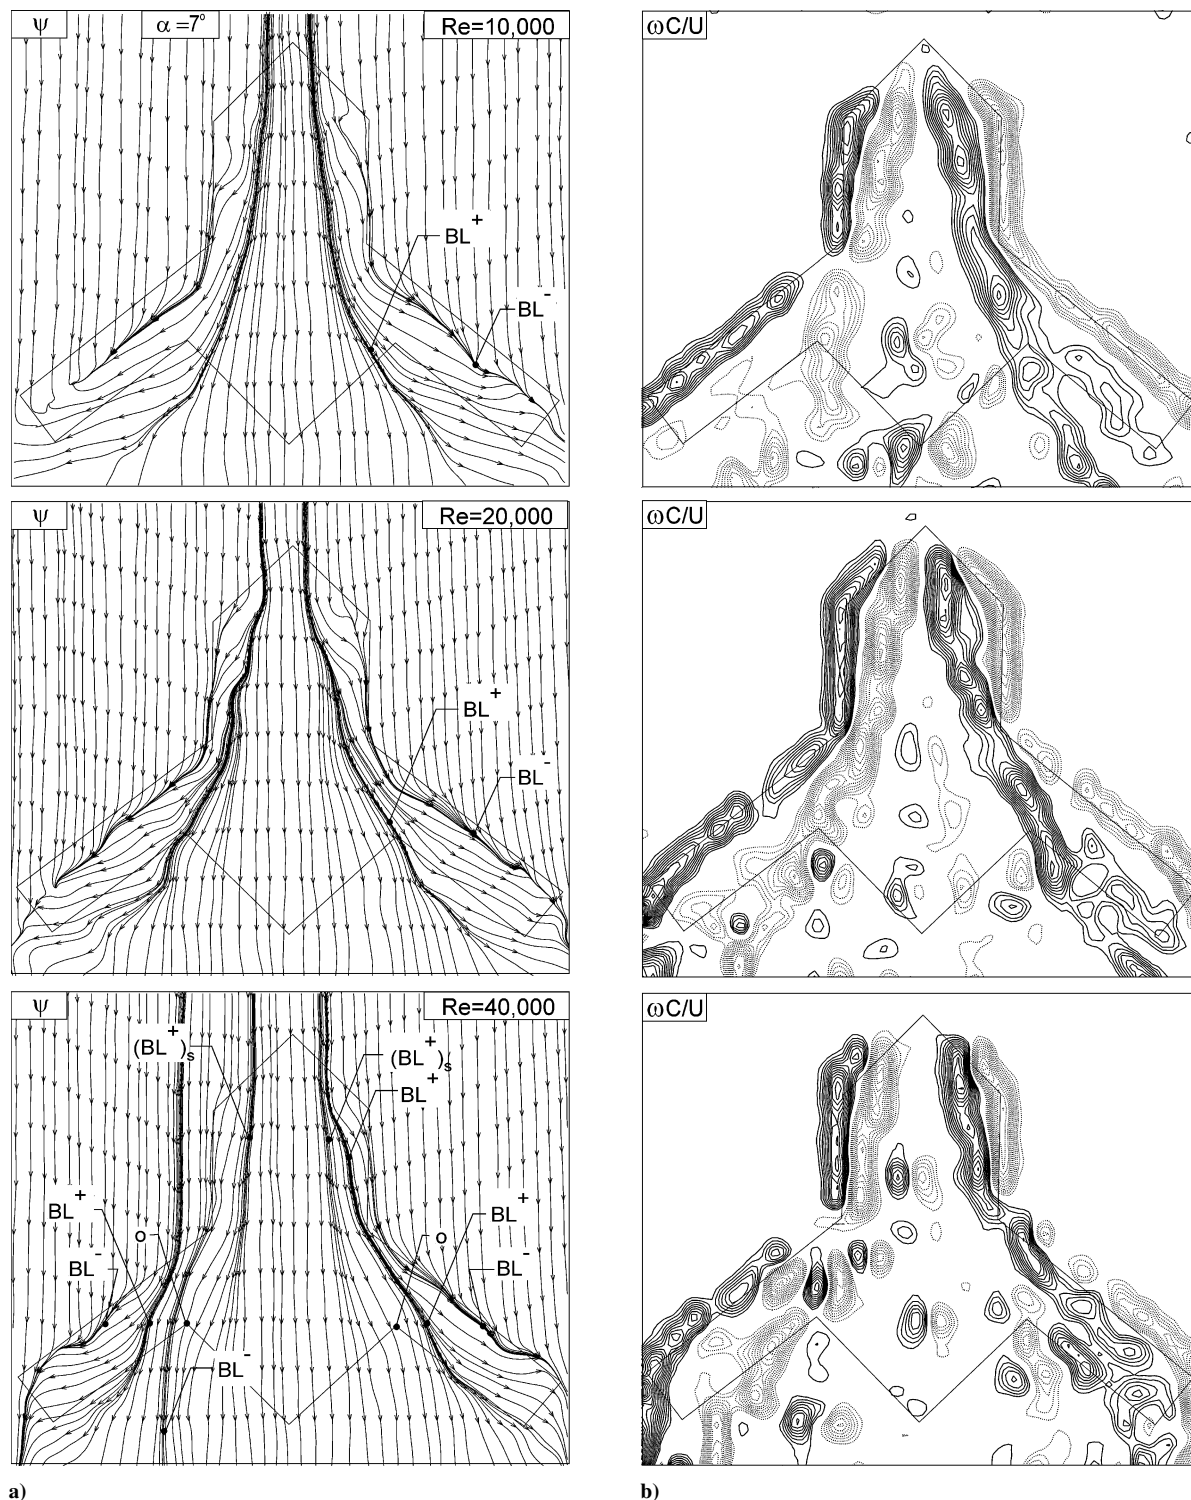 ψ
α =7°
Re=10,000
BL⁺
BL⁻
ωC/U
ψ
Re=20,000
BL⁺
BL⁻
ωC/U
ψ
Re=40,000
(BL⁺)ₛ
(BL⁺)ₛ
BL⁺
BL⁺
o
BL⁻
BL⁺
o
BL⁻
BL⁻
ωC/U
a)
b)